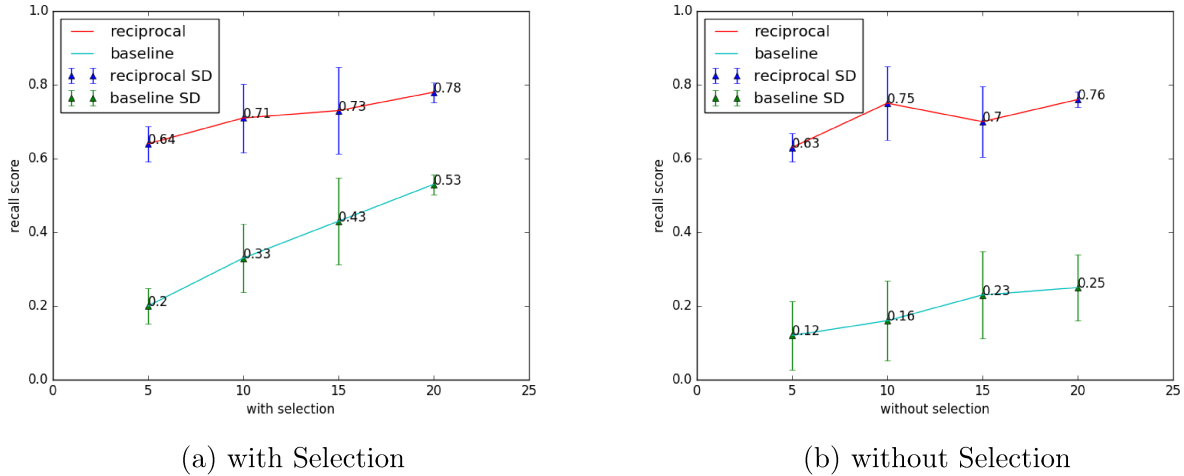 1.0
0.8
0.6
0.4
0.2
0.0
recall score
reciprocal
baseline
reciprocal SD
baseline SD
0.64
0.71
0.73
0.78
0.2
0.33
0.43
0.53
0 5 10 15 20 25
with selection
(a) with Selection
1.0
0.8
0.6
0.4
0.2
0.0
recall score
reciprocal
baseline
reciprocal SD
baseline SD
0.63
0.75
0.7
0.76
0.12
0.16
0.23
0.25
0 5 10 15 20 25
without selection
(b) without Selection